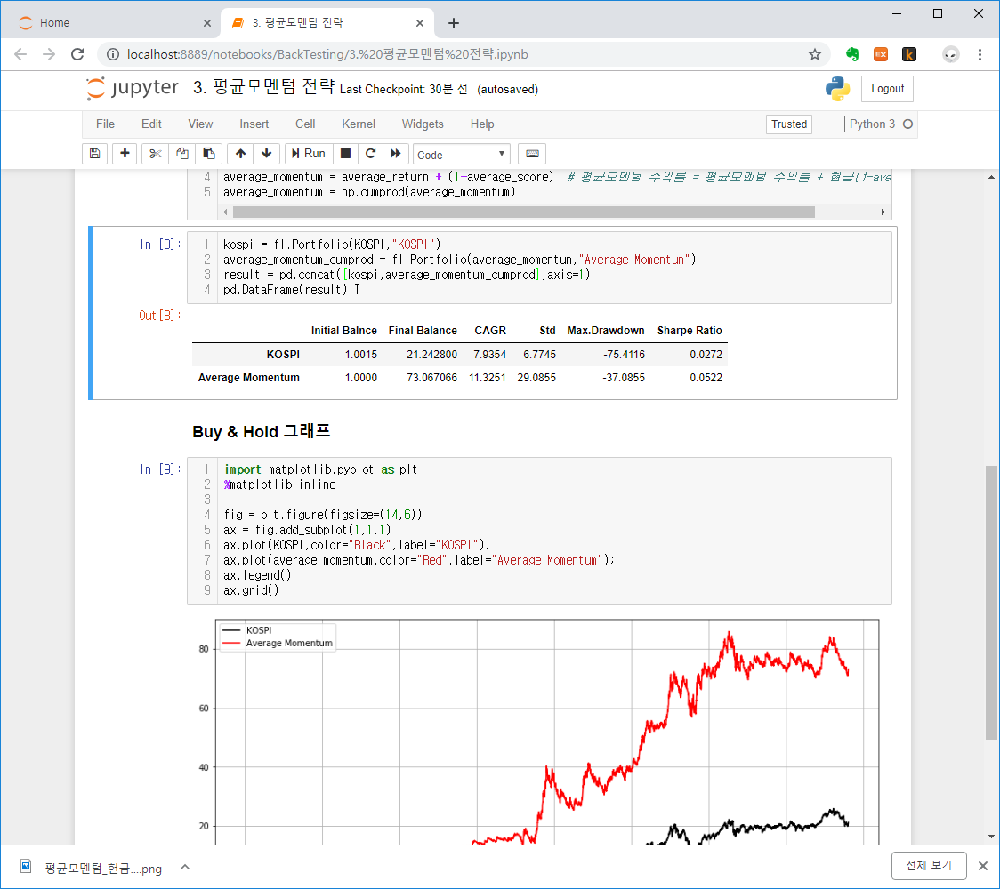 Home
3. 평균모멘텀 전략
localhost:8889/notebooks/BackTesting/3.%20평균모멘텀%20전략.ipynb
EX
k
jupyter 3. 평균모멘텀 전략 Last Checkpoint: 30분 전 (autosaved)
Logout
File Edit View Insert Cell Kernel Widgets Help
Trusted
Python 3
Run
Code
4 average_momentum = average_return + (1-average_score) # 평균모멘텀 수익률 = 평균모멘텀 수익률 + 현금(1-ave
5 average_momentum = np.cumprod(average_momentum)
In [8]:
1 kospi = fl.Portfolio(KOSPI,"KOSPI")
2 average_momentum_cumprod = fl.Portfolio(average_momentum,"Average Momentum")
3 result = pd.concat([kospi,average_momentum_cumprod],axis=1)
4 pd.DataFrame(result).T
Out[8]:
Initial Balnce Final Balance CAGR Std Max.Drawdown Sharpe Ratio
KOSPI 1.0015 21.242800 7.9354 6.7745 -75.4116 0.0272
Average Momentum 1.0000 73.067066 11.3251 29.0855 -37.0855 0.0522
Buy & Hold 그래프
In [9]:
1 import matplotlib.pyplot as plt
2 %matplotlib inline
3
4 fig = plt.figure(figsize=(14,6))
5 ax = fig.add_subplot(1,1,1)
6 ax.plot(KOSPI,color="Black",label="KOSPI");
7 ax.plot(average_momentum,color="Red",label="Average Momentum");
8 ax.legend()
9 ax.grid()
KOSPI
Average Momentum
80
60
40
20
평균모멘텀_현금....png
전체 보기